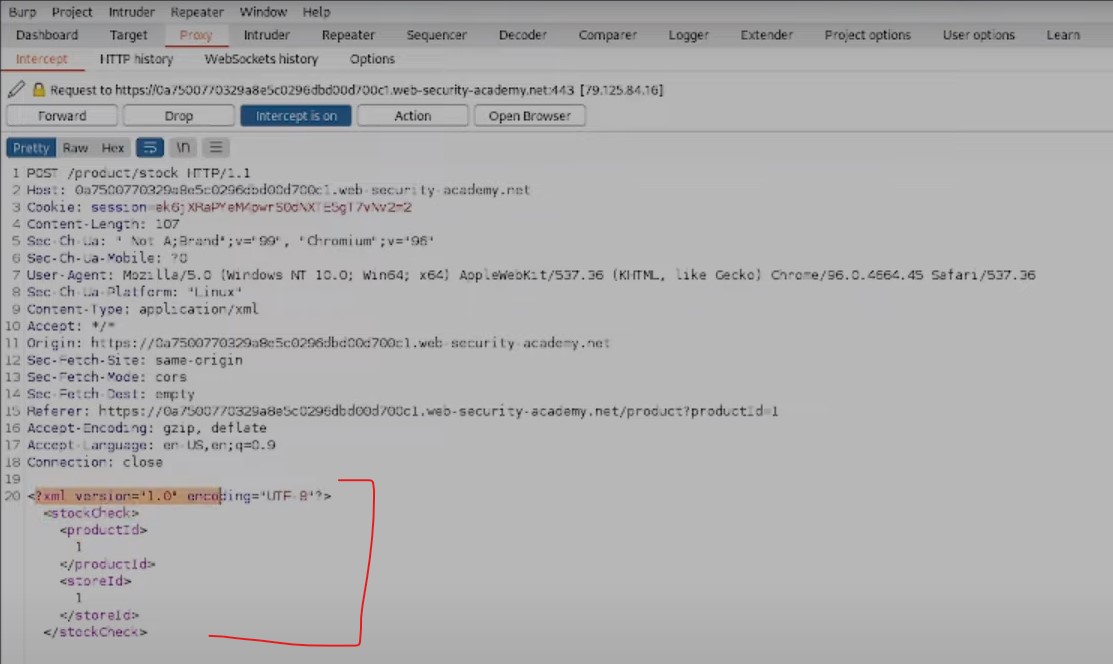 Burp Project Intruder Repeater Window Help
Dashboard Target Proxy Intruder Repeater Sequencer Decoder Comparer Logger Extender Project options User options Learn
Intercept HTTP history WebSockets history Options
Request to https://0a7500770329a8e5c0296dbd00d700c1.web-security-academy.net:443 [79.125.84.16]
Forward Drop Intercept is on Action Open Browser
Pretty Raw Hex \n
1 POST /product/stock HTTP/1.1
2 Host: 0a7500770329a8e5c0296dbd00d700c1.web-security-academy.net
3 Cookie:
4 Content-Length: 107
5 Sec-Ch-Ua: " Not A;Brand";v="99", "Chromium";v="96"
6 Sec-Ch-Ua-Mobile: ?0
7 User-Agent: Mozilla/5.0 (Windows NT 10.0; Win64; x64) AppleWebKit/537.36 (KHTML, like Gecko) Chrome/96.0.4664.45 Safari/537.36
8 Sec-Ch-Ua-Platform: "Linux"
9 Content-Type: application/xml
10 Accept: */*
11 Origin: https://0a7500770329a8e5c0296dbd00d700c1.web-security-academy.net
12 Sec-Fetch-Site: same-origin
13 Sec-Fetch-Mode: cors
14 Sec-Fetch-Dest: empty
15 Referer: https://0a7500770329a8e5c0296dbd00d700c1.web-security-academy.net/product?productId=1
16 Accept-Encoding: gzip, deflate
17 Accept-Language: en-US,en;q=0.9
18 Connection: close
19
20 <?xml version="1.0" encoding="UTF-8"?>
<stockCheck>
<productId>
1
</productId>
<storeId>
1
</storeId>
</stockCheck>